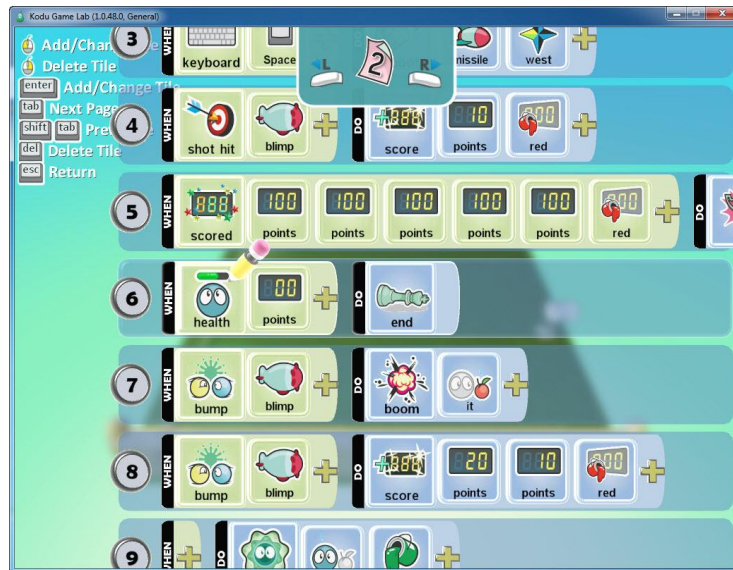 Kodu Game Lab (1.0.48.0, General)
Add/Chan
Delete Tile
enter Add/Change Tile
tab Next Page
shift tab Pre
del Delete Tile
esc Return
L 2 R
3 WHEN keyboard Space missile west
4 WHEN shot hit blimp DO score 10 points red
5 WHEN scored 100 points 100 points 100 points 100 points 100 points red DO
6 WHEN health 00 points DO end
7 WHEN bump blimp DO boom it
8 WHEN bump blimp DO score 20 points 10 points red
9 WHEN DO